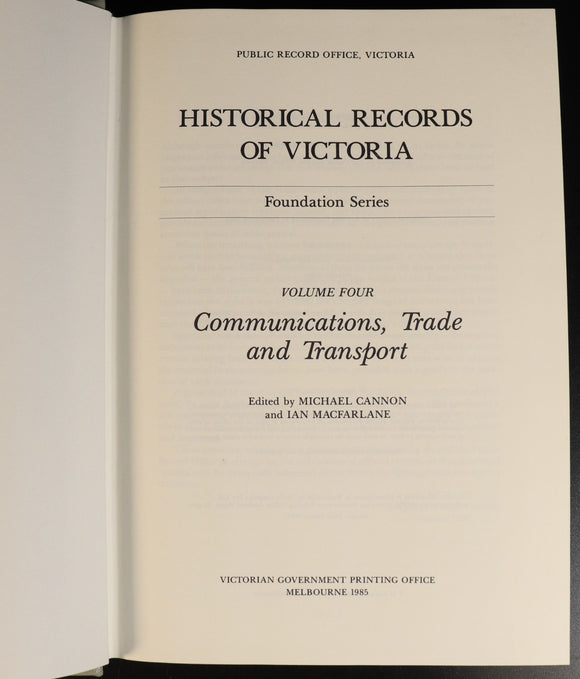 PUBLIC RECORD OFFICE, VICTORIA
HISTORICAL RECORDS
OF VICTORIA
Foundation Series
VOLUME FOUR
Communications, Trade
and Transport
Edited by MICHAEL CANNON
and IAN MACFARLANE
VICTORIAN GOVERNMENT PRINTING OFFICE
MELBOURNE 1985